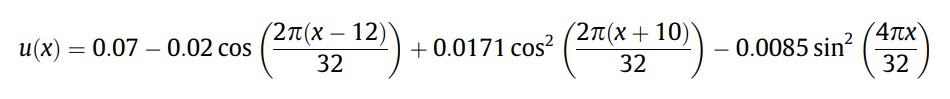 u(x) = 0.07 − 0.02 cos (2π(x − 12)/32) + 0.0171 cos² (2π(x + 10)/32) − 0.0085 sin² (4πx/32)